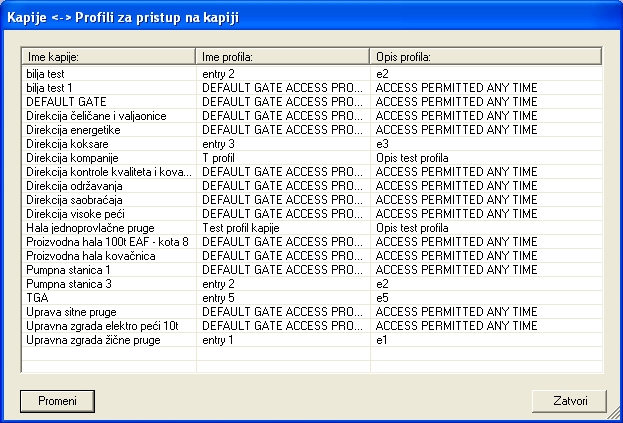 Kapije <-> Profili za pristup na kapiji
Ime kapije: Ime profila: Opis profila:
bilja test entry 2 e2
bilja test 1 DEFAULT GATE ACCESS PRO... ACCESS PERMITTED ANY TIME
DEFAULT GATE DEFAULT GATE ACCESS PRO... ACCESS PERMITTED ANY TIME
Direkcija čeličane i valjaonice DEFAULT GATE ACCESS PRO... ACCESS PERMITTED ANY TIME
Direkcija energetike DEFAULT GATE ACCESS PRO... ACCESS PERMITTED ANY TIME
Direkcija koksare entry 3 e3
Direkcija kompanije T profil Opis test profila
Direkcija kontrole kvaliteta i kova... DEFAULT GATE ACCESS PRO... ACCESS PERMITTED ANY TIME
Direkcija održavanja DEFAULT GATE ACCESS PRO... ACCESS PERMITTED ANY TIME
Direkcija saobraćaja DEFAULT GATE ACCESS PRO... ACCESS PERMITTED ANY TIME
Direkcija visoke peći DEFAULT GATE ACCESS PRO... ACCESS PERMITTED ANY TIME
Hala jednoprovlačne pruge Test profil kapije Opis test profila
Proizvodna hala 100t EAF - kota 8 DEFAULT GATE ACCESS PRO... ACCESS PERMITTED ANY TIME
Proizvodna hala kovačnica DEFAULT GATE ACCESS PRO... ACCESS PERMITTED ANY TIME
Pumpna stanica 1 DEFAULT GATE ACCESS PRO... ACCESS PERMITTED ANY TIME
Pumpna stanica 3 entry 2 e2
TGA entry 5 e5
Uprava sitne pruge DEFAULT GATE ACCESS PRO... ACCESS PERMITTED ANY TIME
Upravna zgrada elektro peći 10t DEFAULT GATE ACCESS PRO... ACCESS PERMITTED ANY TIME
Upravna zgrada žične pruge entry 1 e1
Promeni Zatvori